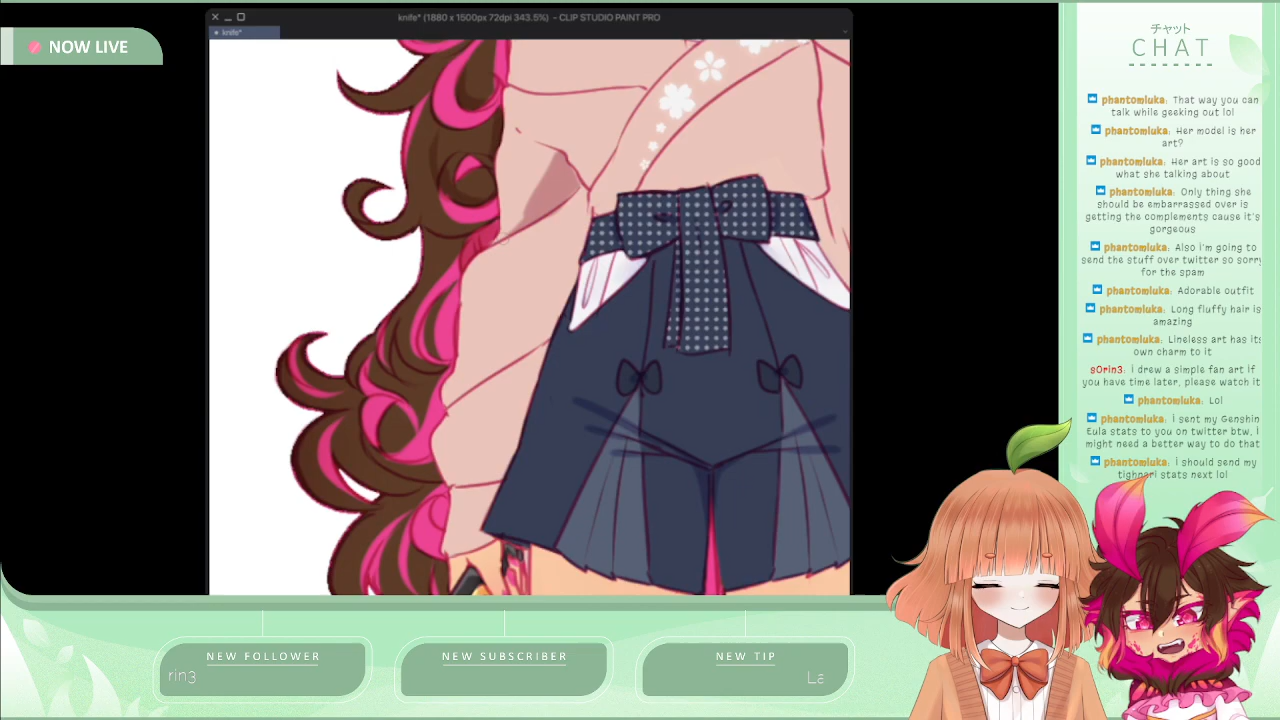 knife* (1880 x 1500px 72dpi 343.5%) - CLIP STUDIO PAINT PRO
knife*
NOW LIVE
チャット
CHAT
phantomluka: That way you can
talk while geeking out lol
phantomluka: Her model is her
art?
phantomluka: Her art is so good
what she talking about
phantomluka: Only thing she
should be embarrassed over is
getting the complements cause it's
gorgeous
phantomluka: Also i'm going to
send the stuff over twitter so sorry
for the spam
phantomluka: Adorable outfit
phantomluka: Long fluffy hair is
amazing
phantomluka: Lineless art has its
own charm to it
s0rin3: i drew a simple fan art if
you have time later, please watch it
phantomluka: Lol
phantomluka: i sent my Genshin
Eula stats to you on twitter btw, i
might need a better way to do that
phantomluka: i should send my
tighnari stats next lol
NEW FOLLOWER
rin3
NEW SUBSCRIBER
NEW TIP
La